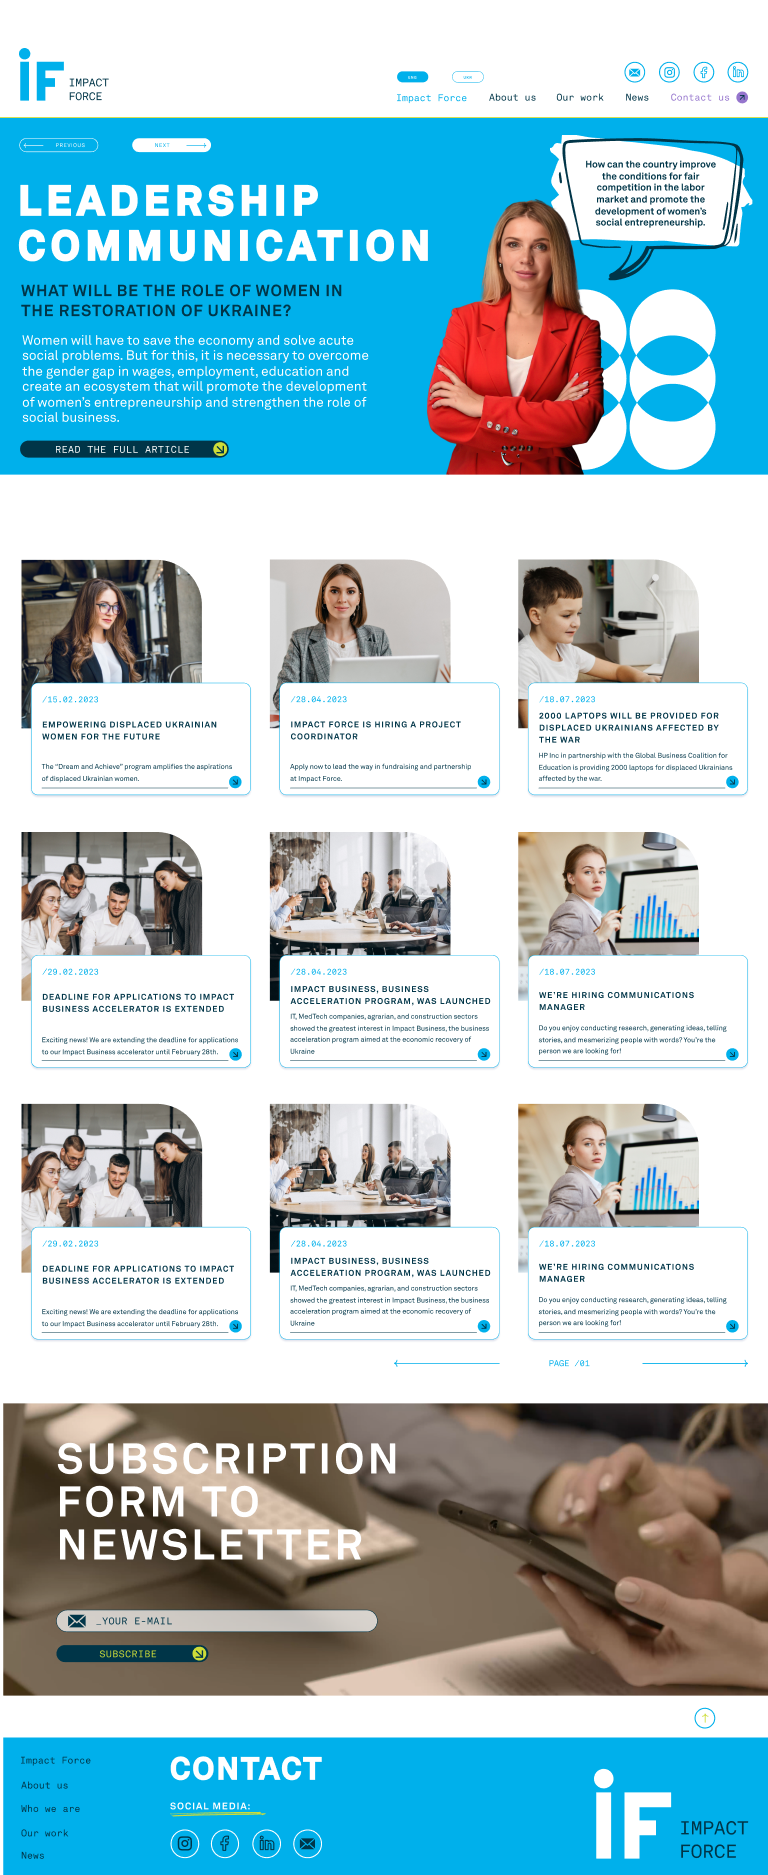 iF IMPACT
FORCE
ENG
UKR
Impact Force
About us
Our work
News
Contact us
PREVIOUS
NEXT
LEADERSHIP
COMMUNICATION
WHAT WILL BE THE ROLE OF WOMEN IN
THE RESTORATION OF UKRAINE?
Women will have to save the economy and solve acute
social problems. But for this, it is necessary to overcome
the gender gap in wages, employment, education and
create an ecosystem that will promote the development
of women's entrepreneurship and strengthen the role of
social business.
READ THE FULL ARTICLE
How can the country improve
the conditions for fair
competition in the labor
market and promote the
development of women's
social entrepreneurship.
/15.02.2023
EMPOWERING DISPLACED UKRAINIAN
WOMEN FOR THE FUTURE
The "Dream and Achieve" program amplifies the aspirations
of displaced Ukrainian women.
/28.04.2023
IMPACT FORCE IS HIRING A PROJECT
COORDINATOR
Apply now to lead the way in fundraising and partnership
at Impact Force.
/18.07.2023
2000 LAPTOPS WILL BE PROVIDED FOR
DISPLACED UKRAINIANS AFFECTED BY
THE WAR
HP Inc in partnership with the Global Business Coalition for
Education is providing 2000 laptops for displaced Ukrainians
affected by the war.
/29.02.2023
DEADLINE FOR APPLICATIONS TO IMPACT
BUSINESS ACCELERATOR IS EXTENDED
Exciting news! We are extending the deadline for applications
to our Impact Business accelerator until February 28th.
/28.04.2023
IMPACT BUSINESS, BUSINESS
ACCELERATION PROGRAM, WAS LAUNCHED
IT, MedTech companies, agrarian, and construction sectors
showed the greatest interest in Impact Business, the business
acceleration program aimed at the economic recovery of
Ukraine
/18.07.2023
WE'RE HIRING COMMUNICATIONS
MANAGER
Do you enjoy conducting research, generating ideas, telling
stories, and mesmerizing people with words? You're the
person we are looking for!
/29.02.2023
DEADLINE FOR APPLICATIONS TO IMPACT
BUSINESS ACCELERATOR IS EXTENDED
Exciting news! We are extending the deadline for applications
to our Impact Business accelerator until February 28th.
/28.04.2023
IMPACT BUSINESS, BUSINESS
ACCELERATION PROGRAM, WAS LAUNCHED
IT, MedTech companies, agrarian, and construction sectors
showed the greatest interest in Impact Business, the business
acceleration program aimed at the economic recovery of
Ukraine
/18.07.2023
WE'RE HIRING COMMUNICATIONS
MANAGER
Do you enjoy conducting research, generating ideas, telling
stories, and mesmerizing people with words? You're the
person we are looking for!
PAGE /01
SUBSCRIPTION
FORM TO
NEWSLETTER
_YOUR E-MAIL
SUBSCRIBE
Impact Force
About us
Who we are
Our work
News
CONTACT
SOCIAL MEDIA:
iF IMPACT
FORCE